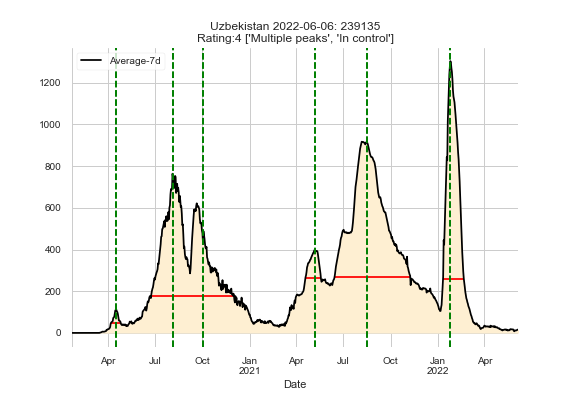 Uzbekistan 2022-06-06: 239135
Rating:4 ['Multiple peaks', 'In control']
Average-7d
1200
1000
800
600
400
200
0
Apr
Jul
Oct
Jan
2021
Apr
Jul
Oct
Jan
2022
Apr
Date